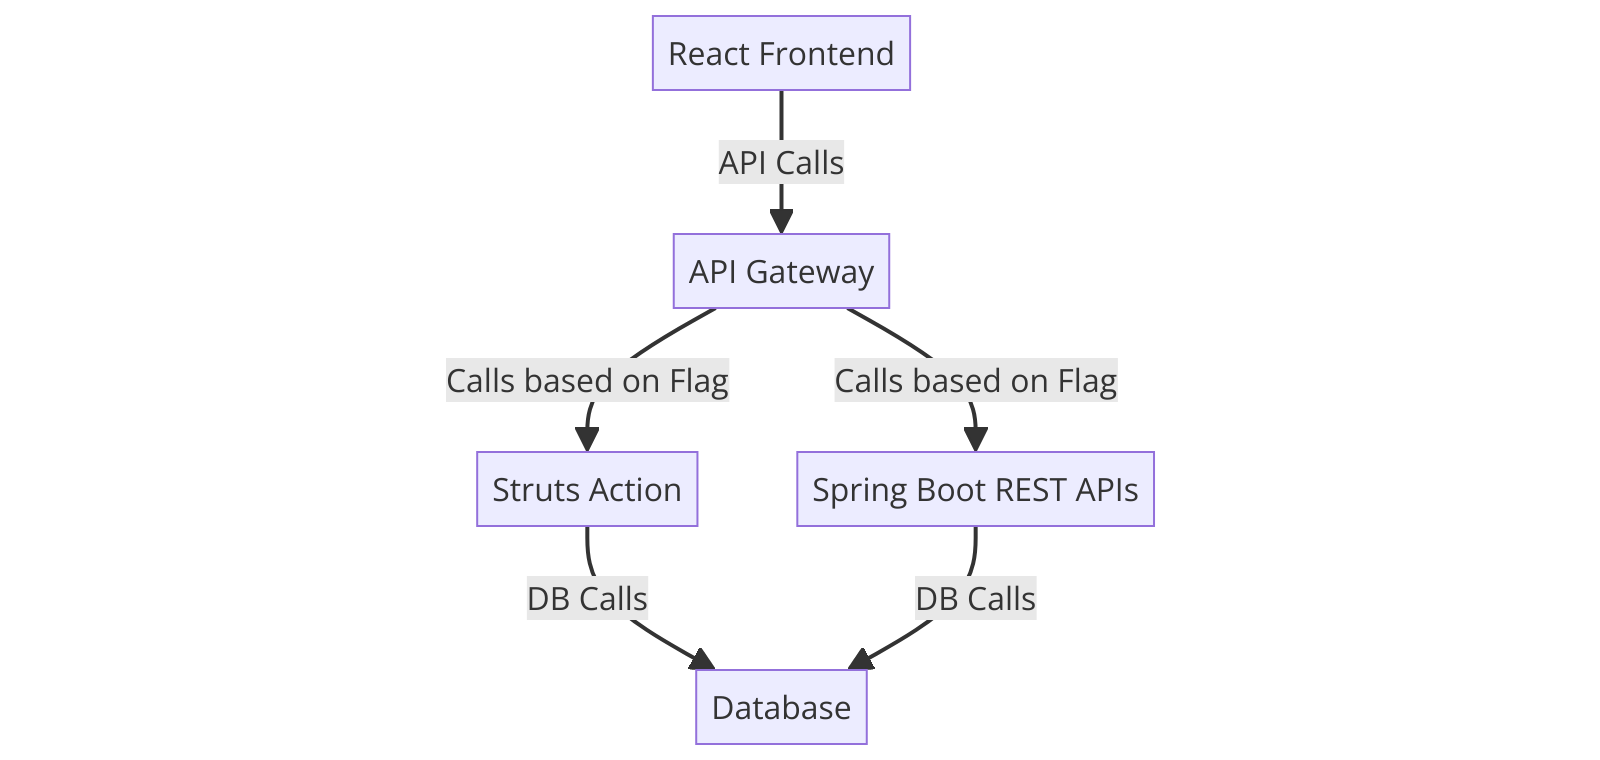 React Frontend
API Calls
API Gateway
Calls based on Flag
Calls based on Flag
Struts Action
Spring Boot REST APIs
DB Calls
DB Calls
Database